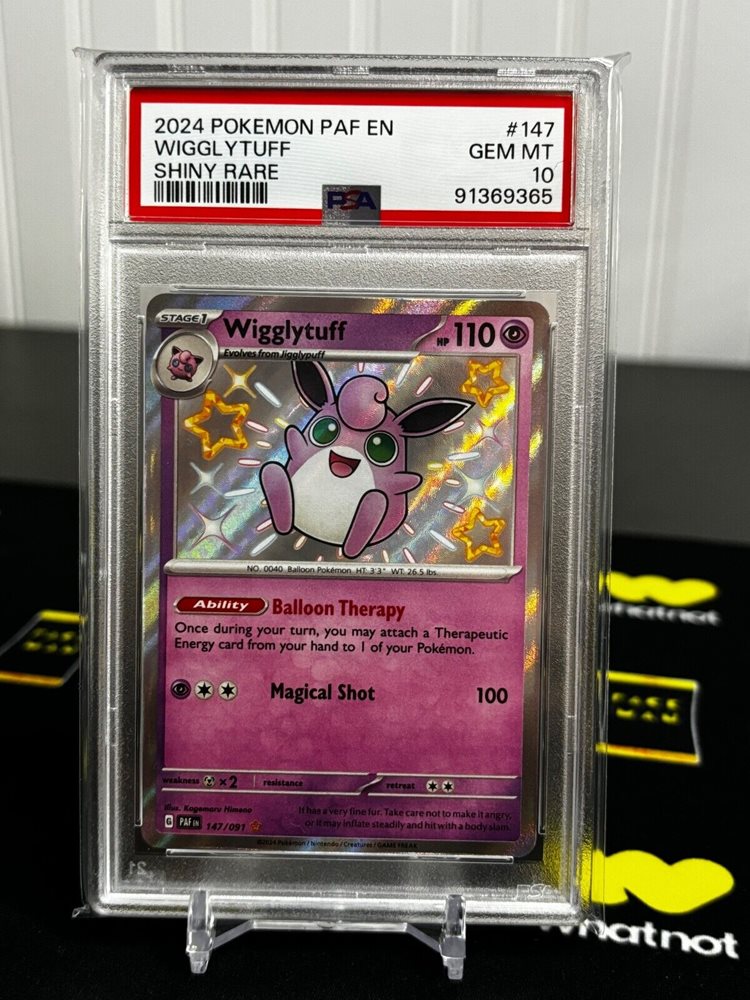 2024 POKEMON PAF EN #147
WIGGLYTUFF GEM MT
SHINY RARE 10
PSA 91369365
STAGE 1 Wigglytuff HP 110
Evolves from Jigglypuff
NO. 0040 Balloon Pokémon HT: 3'3" WT: 26.5 lbs.
Ability Balloon Therapy
Once during your turn, you may attach a Therapeutic
Energy card from your hand to 1 of your Pokémon.
Magical Shot 100
weakness ×2 resistance retreat
Illus. Kagemaru Himeno
It has a very fine fur. Take care not to make it angry,
or it may inflate steadily and hit with a body slam.
G PAF EN 147/091
©2024 Pokémon / Nintendo / Creatures / GAME FREAK
whatnot
whatnot